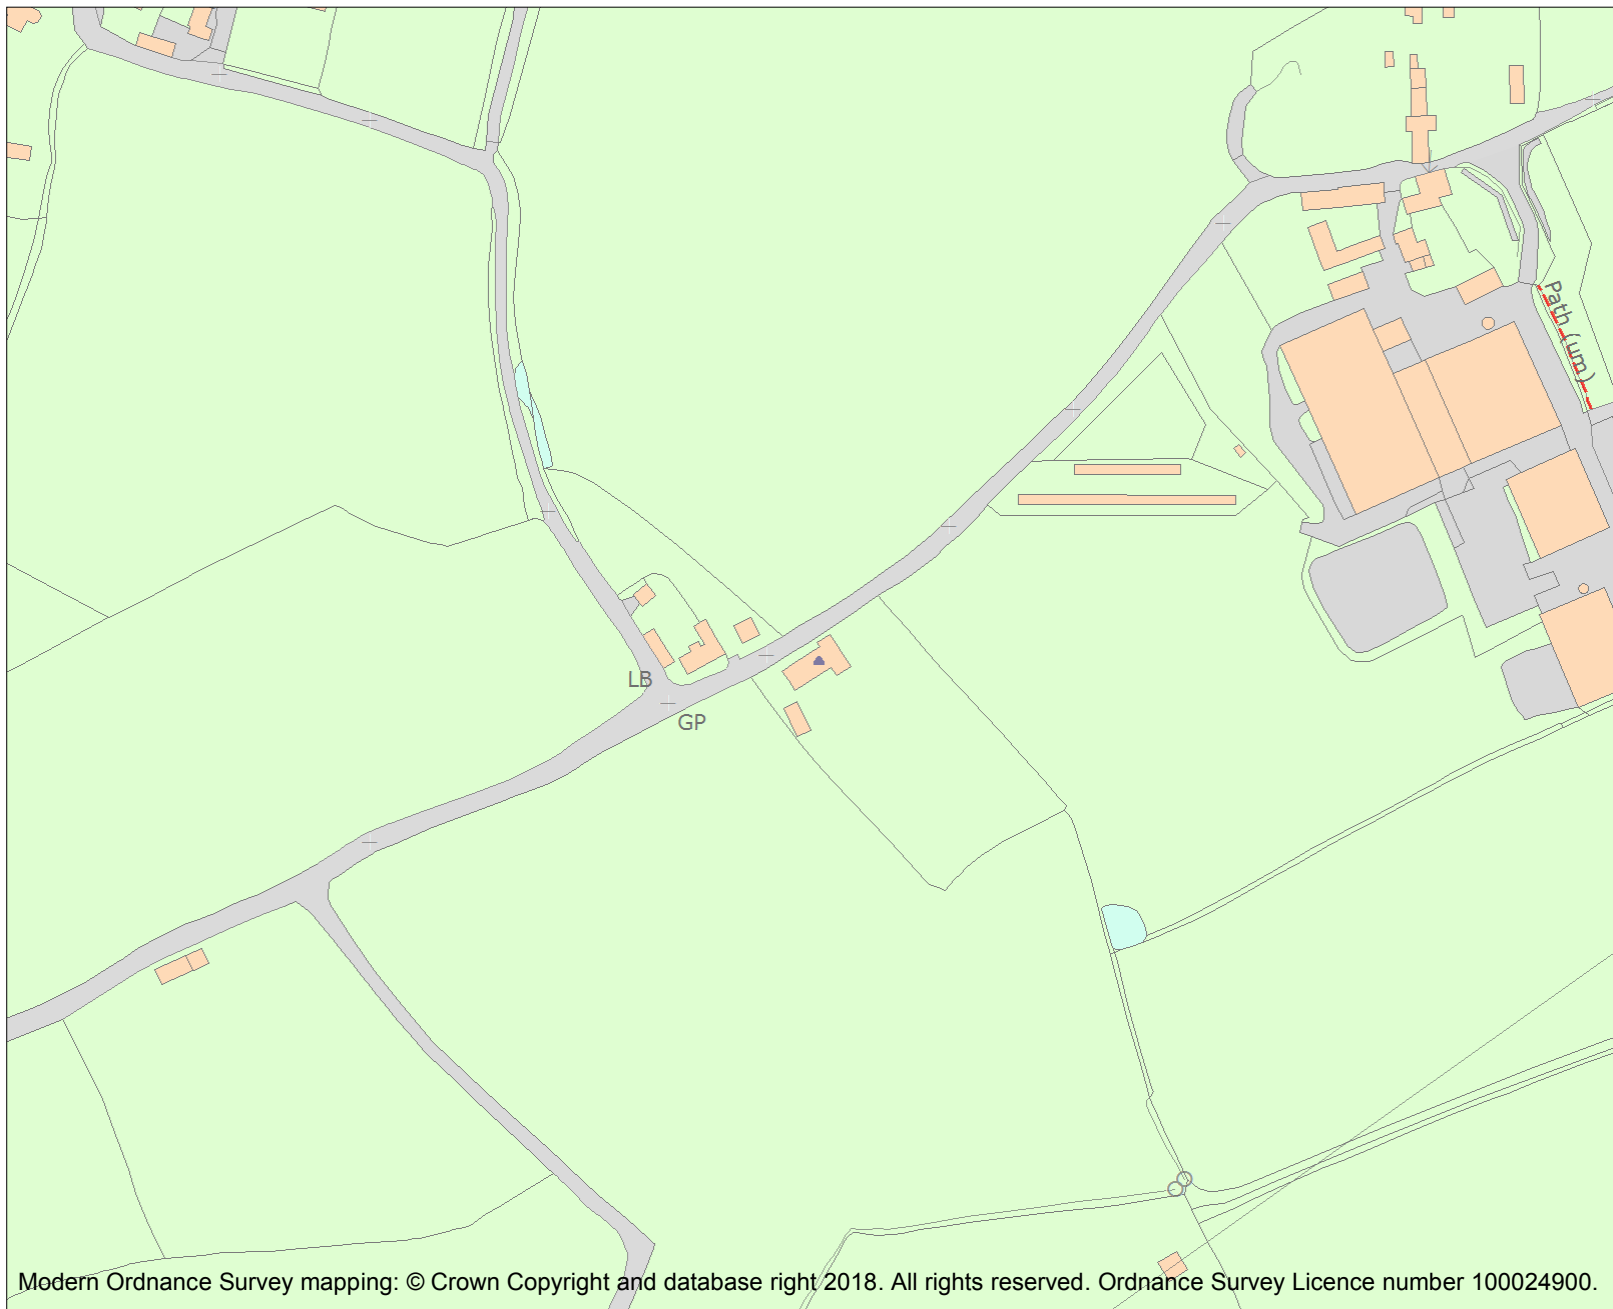 Path (um)
LB
GP
Modern Ordnance Survey mapping: © Crown Copyright and database right 2018. All rights reserved. Ordnance Survey Licence number 100024900.